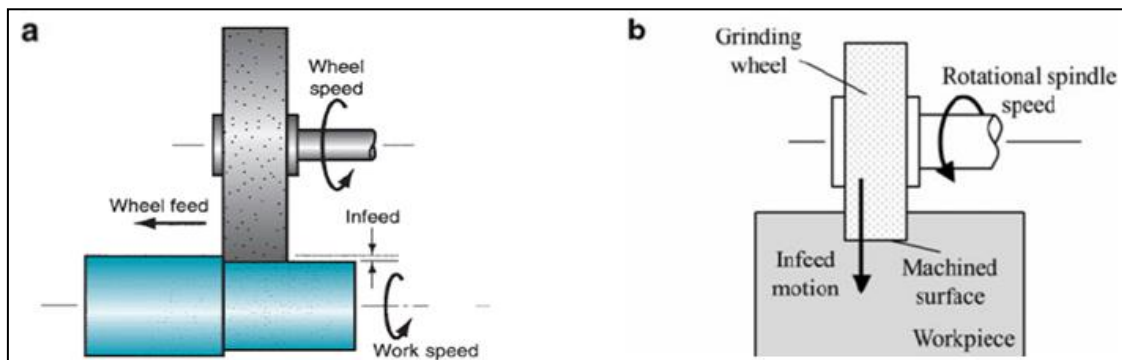 a
Wheel
speed
Wheel feed
Infeed
Work speed
b
Grinding
wheel
Rotational spindle
speed
Infeed
motion
Machined
surface
Workpiece